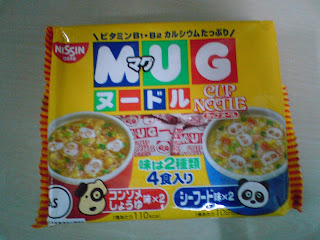 ビタミンB1・B2 カルシウムたっぷり
NISSIN
MUG
マグ
ヌードル
CUP
NOODLE
MUG
味は2種類
4食入り
コンソメ
しょうゆ味×2
シーフード味×2